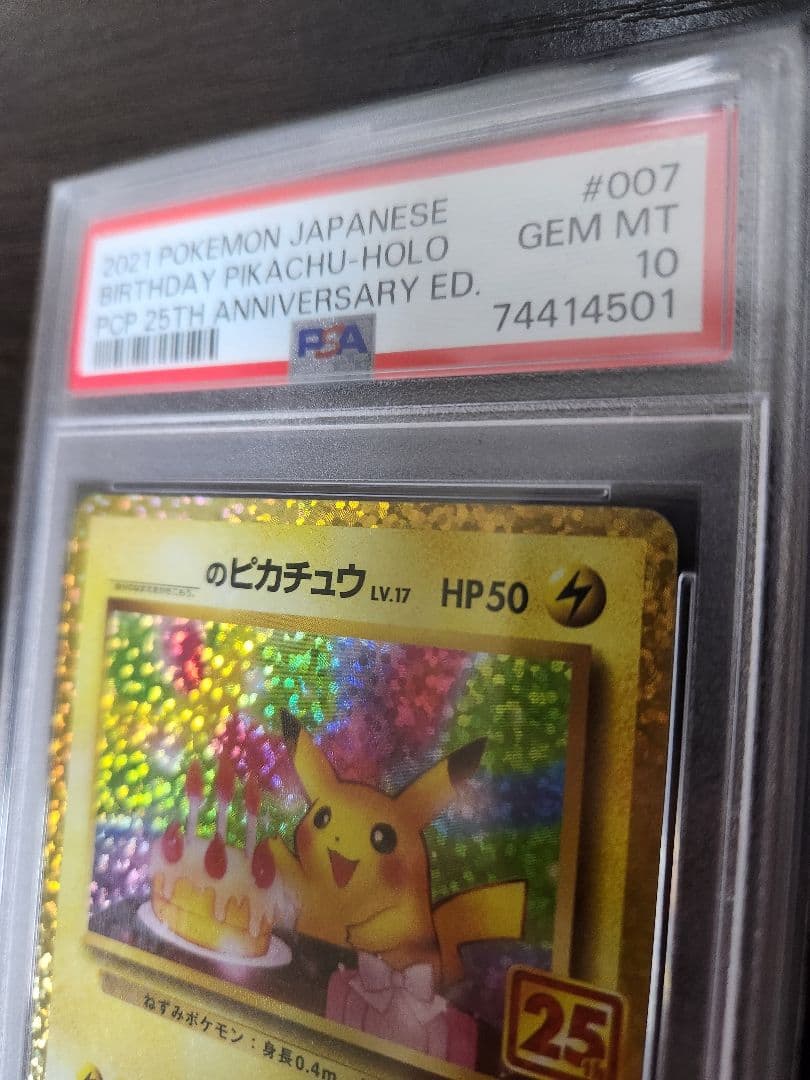 2021 POKEMON JAPANESE #007
BIRTHDAY PIKACHU-HOLO GEM MT
PCP 25TH ANNIVERSARY ED. 10
74414501
PSA
のピカチュウ LV.17 HP50
ねずみポケモン：身長0.4m
25